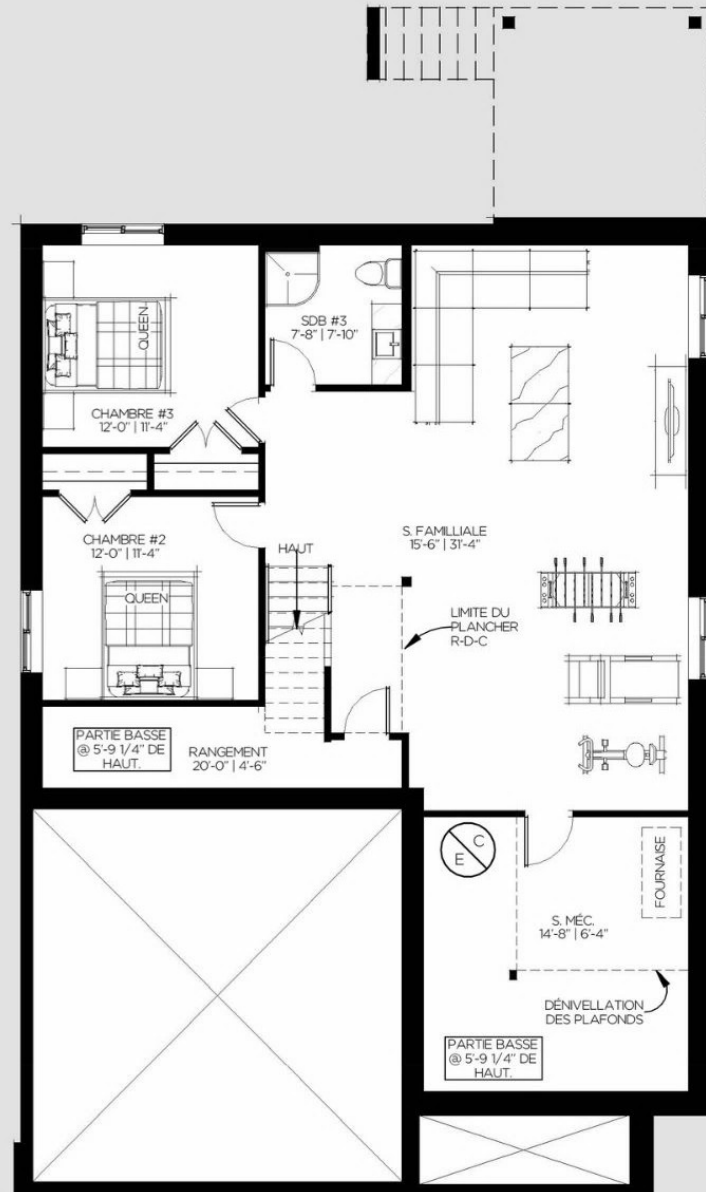 SDB #3
7'-8" | 7'-10"
QUEEN
CHAMBRE #3
12'-0" | 11'-4"
CHAMBRE #2
12'-0" | 11'-4"
HAUT
S. FAMILLIALE
15'-6" | 31'-4"
QUEEN
LIMITE DU
PLANCHER
R-D-C
PARTIE BASSE
@ 5'-9 1/4" DE
HAUT.
RANGEMENT
20'-0" | 4'-6"
C
E
FOURNAISE
S. MÉC.
14'-8" | 6'-4"
DÉNIVELLATION
DES PLAFONDS
PARTIE BASSE
@ 5'-9 1/4" DE
HAUT.